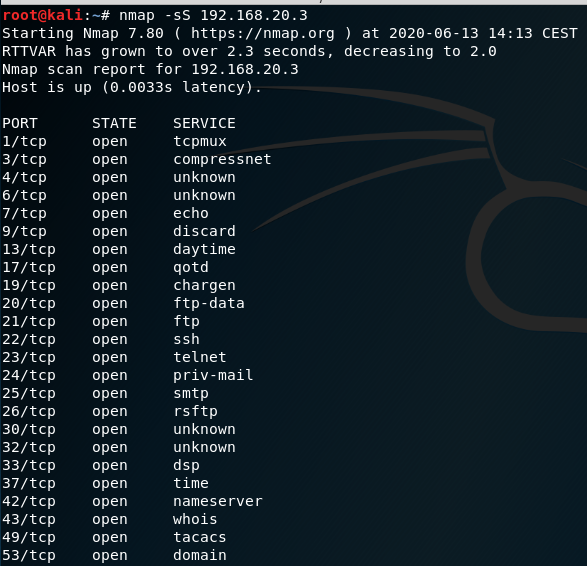 root@kali:~# nmap -sS 192.168.20.3
Starting Nmap 7.80 ( https://nmap.org ) at 2020-06-13 14:13 CEST
RTTVAR has grown to over 2.3 seconds, decreasing to 2.0
Nmap scan report for 192.168.20.3
Host is up (0.0033s latency).
PORT STATE SERVICE
1/tcp open tcpmux
3/tcp open compressnet
4/tcp open unknown
6/tcp open unknown
7/tcp open echo
9/tcp open discard
13/tcp open daytime
17/tcp open qotd
19/tcp open chargen
20/tcp open ftp-data
21/tcp open ftp
22/tcp open ssh
23/tcp open telnet
24/tcp open priv-mail
25/tcp open smtp
26/tcp open rsftp
30/tcp open unknown
32/tcp open unknown
33/tcp open dsp
37/tcp open time
42/tcp open nameserver
43/tcp open whois
49/tcp open tacacs
53/tcp open domain